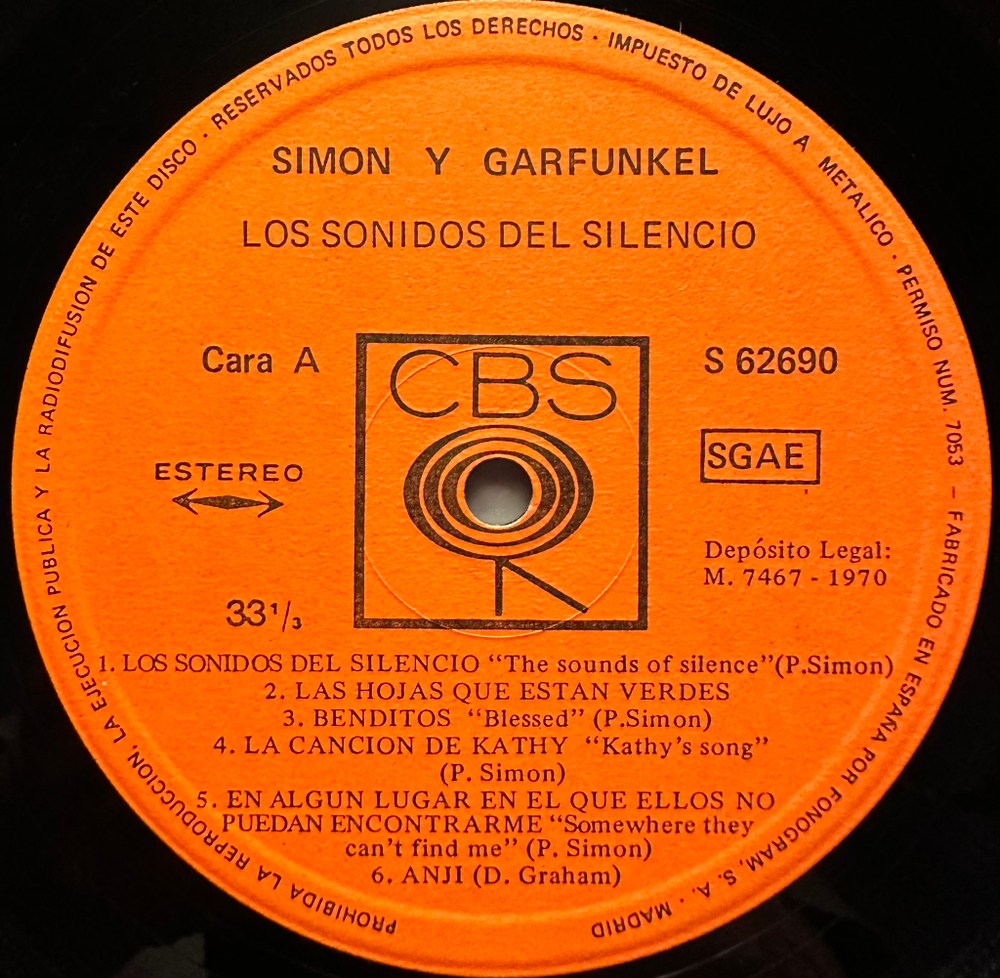 PROHIBIDA LA REPRODUCCION, LA EJECUCION PUBLICA Y LA RADIODIFUSION DE ESTE DISCO · RESERVADOS TODOS LOS DERECHOS · IMPUESTO DE LUJO A METALICO · PERMISO NUM. 7053 – FABRICADO EN ESPAÑA POR FONOGRAM, S. A. · MADRID
SIMON Y GARFUNKEL
LOS SONIDOS DEL SILENCIO
Cara A
CBS
S 62690
ESTEREO
SGAE
Depósito Legal:
M. 7467 - 1970
33 1/3
1. LOS SONIDOS DEL SILENCIO “The sounds of silence”(P.Simon)
2. LAS HOJAS QUE ESTAN VERDES
3. BENDITOS “Blessed” (P.Simon)
4. LA CANCION DE KATHY “Kathy’s song”
(P. Simon)
5. EN ALGUN LUGAR EN EL QUE ELLOS NO
PUEDAN ENCONTRARME “Somewhere they
can’t find me” (P. Simon)
6. ANJI (D. Graham)